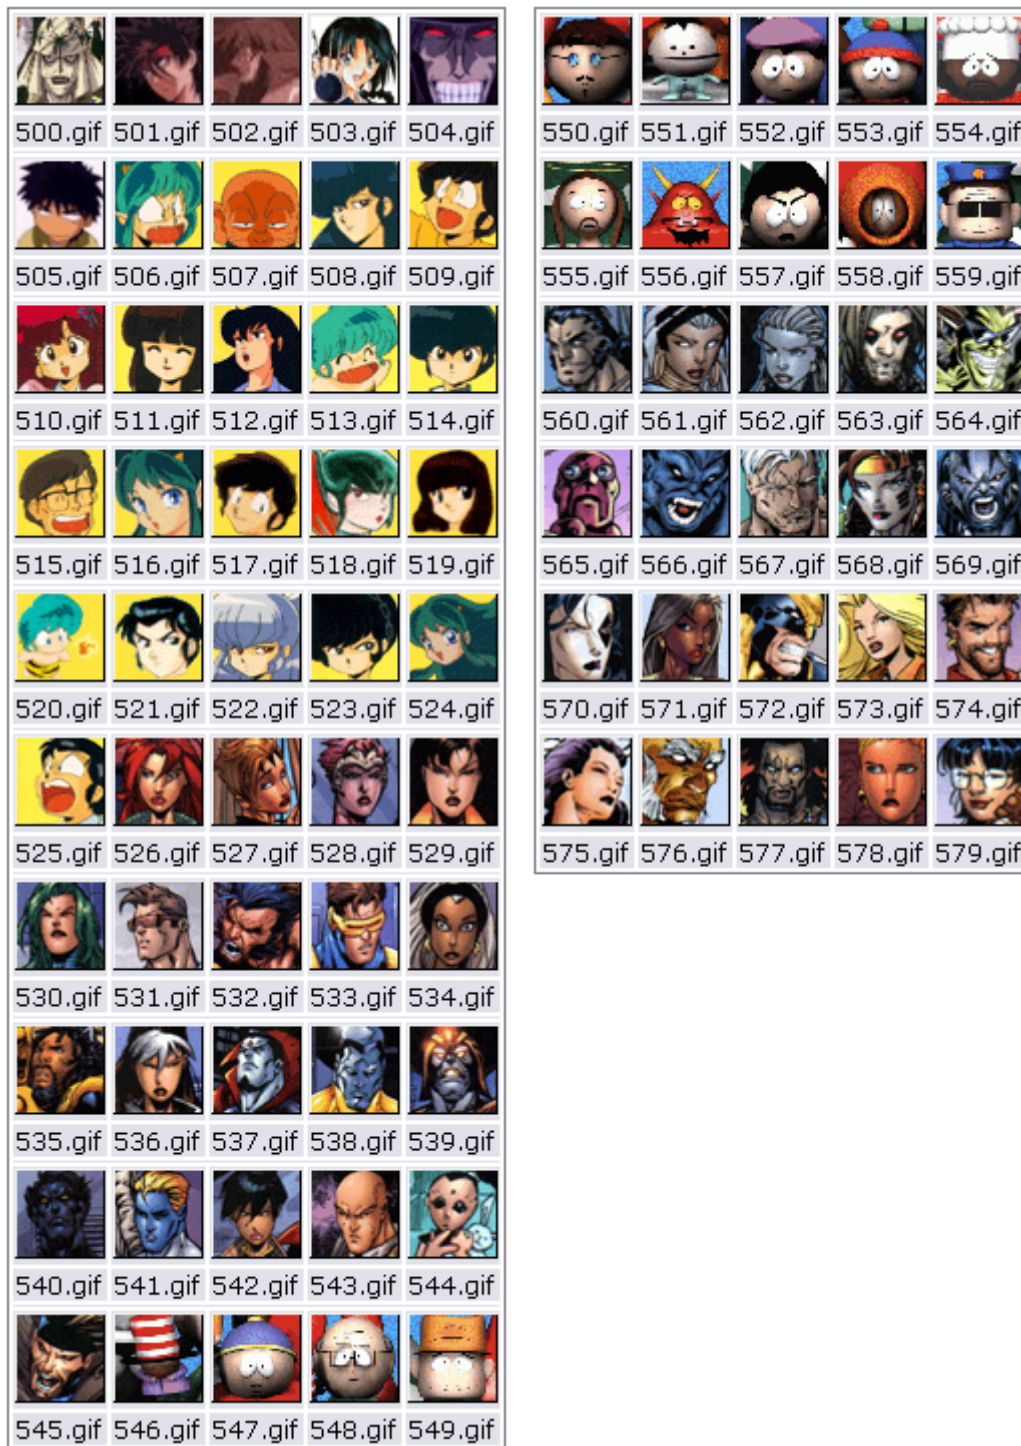 500.gif 501.gif 502.gif 503.gif 504.gif
505.gif 506.gif 507.gif 508.gif 509.gif
510.gif 511.gif 512.gif 513.gif 514.gif
515.gif 516.gif 517.gif 518.gif 519.gif
520.gif 521.gif 522.gif 523.gif 524.gif
525.gif 526.gif 527.gif 528.gif 529.gif
530.gif 531.gif 532.gif 533.gif 534.gif
535.gif 536.gif 537.gif 538.gif 539.gif
540.gif 541.gif 542.gif 543.gif 544.gif
545.gif 546.gif 547.gif 548.gif 549.gif
550.gif 551.gif 552.gif 553.gif 554.gif
555.gif 556.gif 557.gif 558.gif 559.gif
560.gif 561.gif 562.gif 563.gif 564.gif
565.gif 566.gif 567.gif 568.gif 569.gif
570.gif 571.gif 572.gif 573.gif 574.gif
575.gif 576.gif 577.gif 578.gif 579.gif